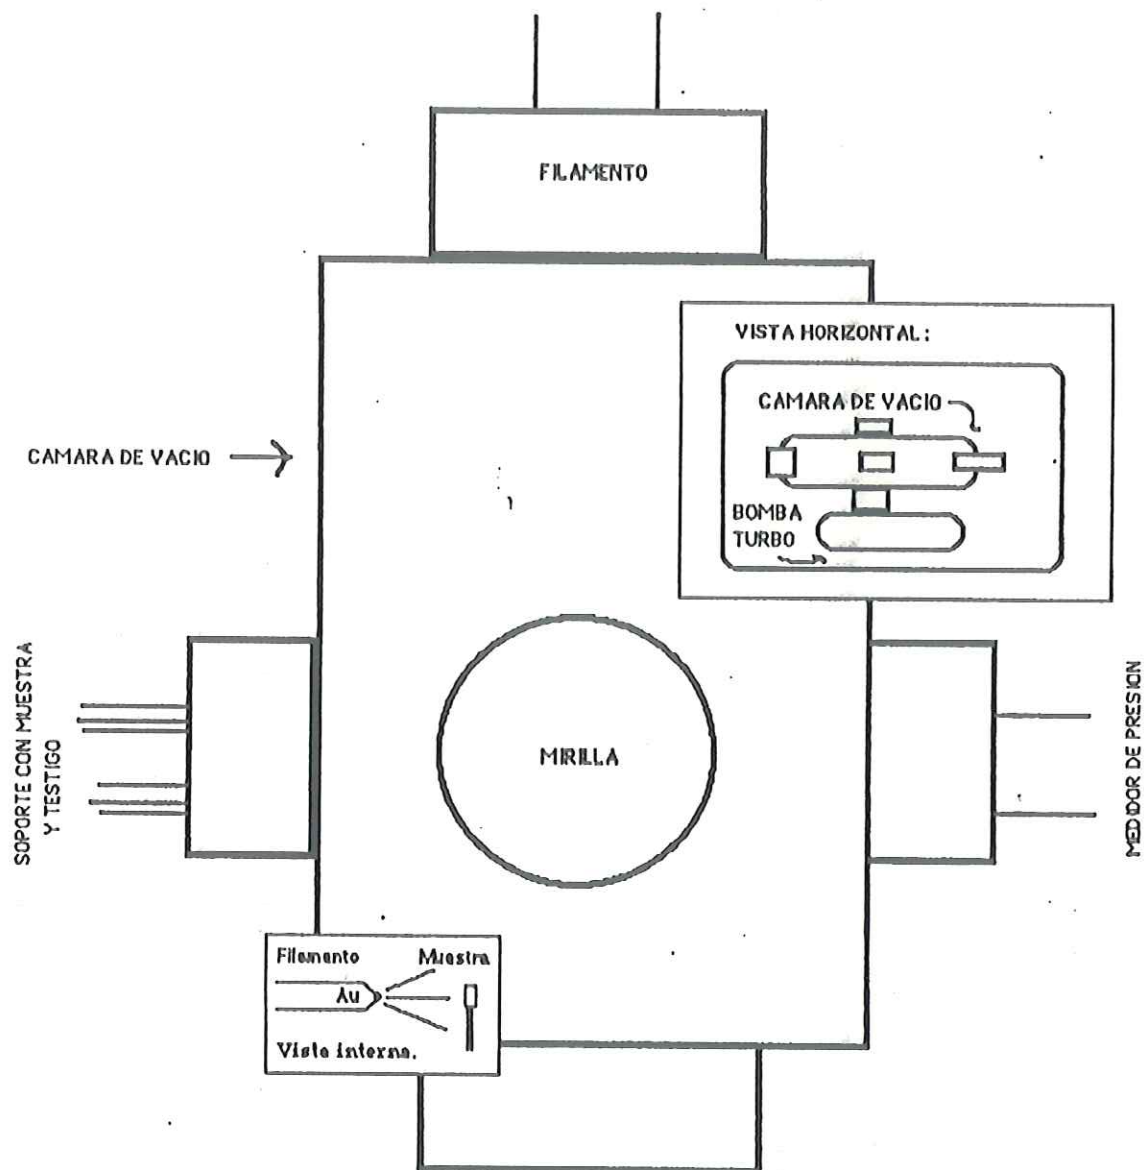 FILAMENTO
VISTA HORIZONTAL:
CAMARA DE VACIO
BOMBA
TURBO
CAMARA DE VACIO
SOPORTE CON MUESTRA
Y TESTIGO
MIRILLA
MEDIDOR DE PRESION
Filamento Muestra
Au
Vista interna.